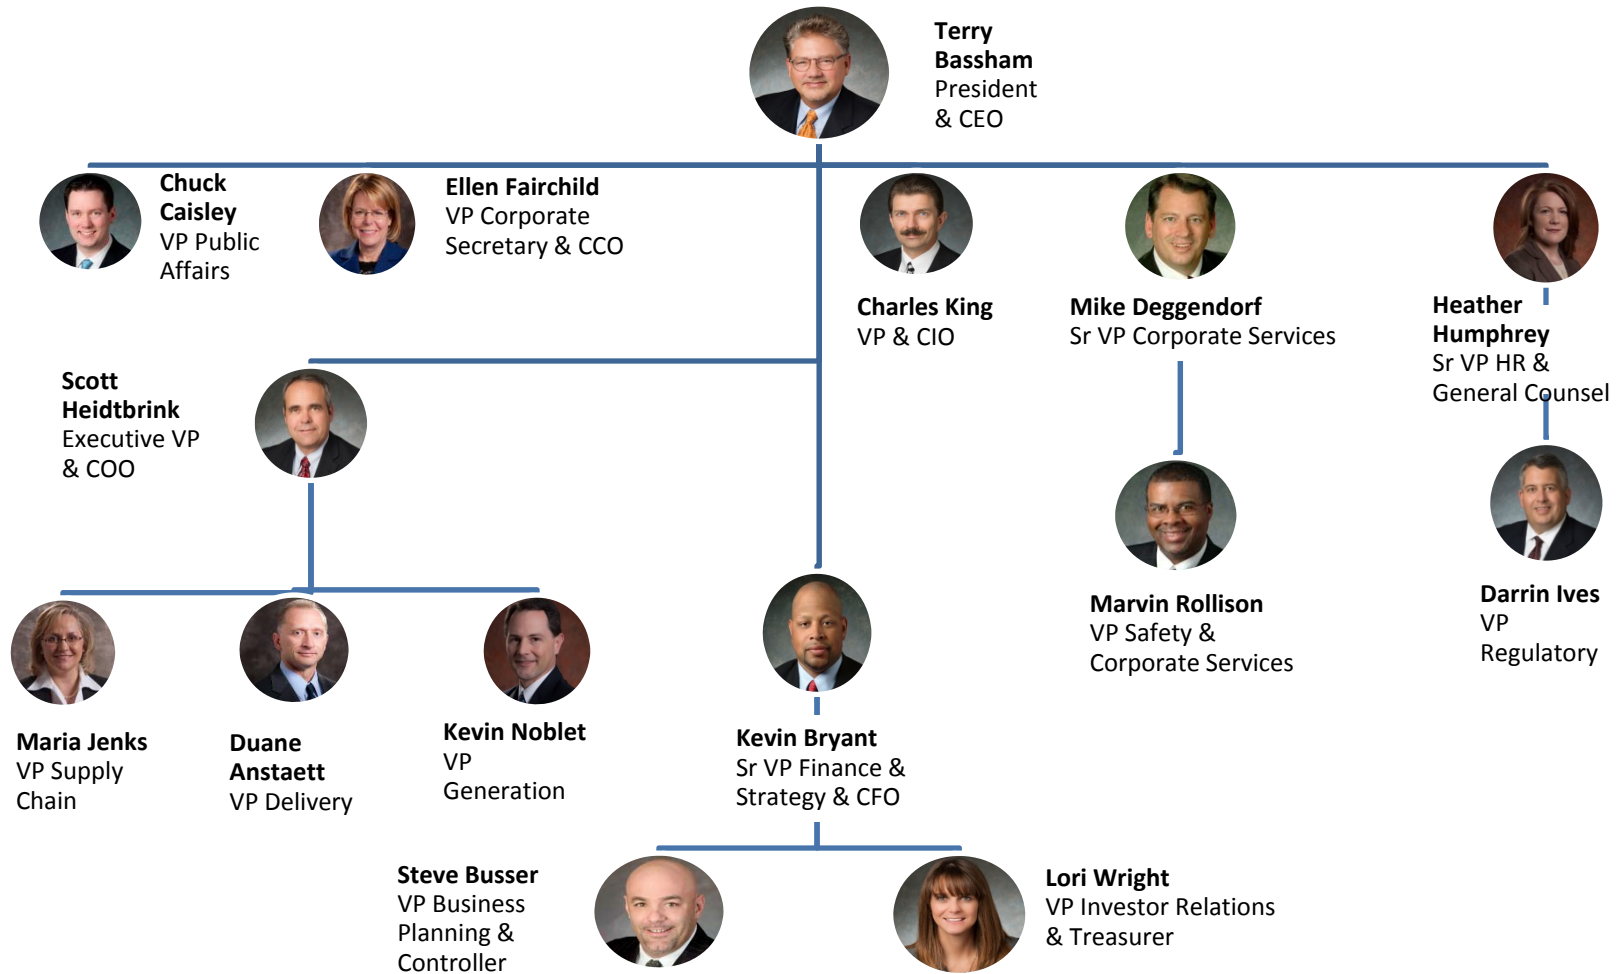 Terry
Bassham
President
& CEO
Chuck
Caisley
VP Public
Affairs
Ellen Fairchild
VP Corporate
Secretary & CCO
Charles King
VP & CIO
Mike Deggendorf
Sr VP Corporate Services
Heather
Humphrey
Sr VP HR &
General Counsel
Scott
Heidtbrink
Executive VP
& COO
Marvin Rollison
VP Safety &
Corporate Services
Darrin Ives
VP
Regulatory
Maria Jenks
VP Supply
Chain
Duane
Anstaett
VP Delivery
Kevin Noblet
VP
Generation
Kevin Bryant
Sr VP Finance &
Strategy & CFO
Steve Busser
VP Business
Planning &
Controller
Lori Wright
VP Investor Relations
& Treasurer